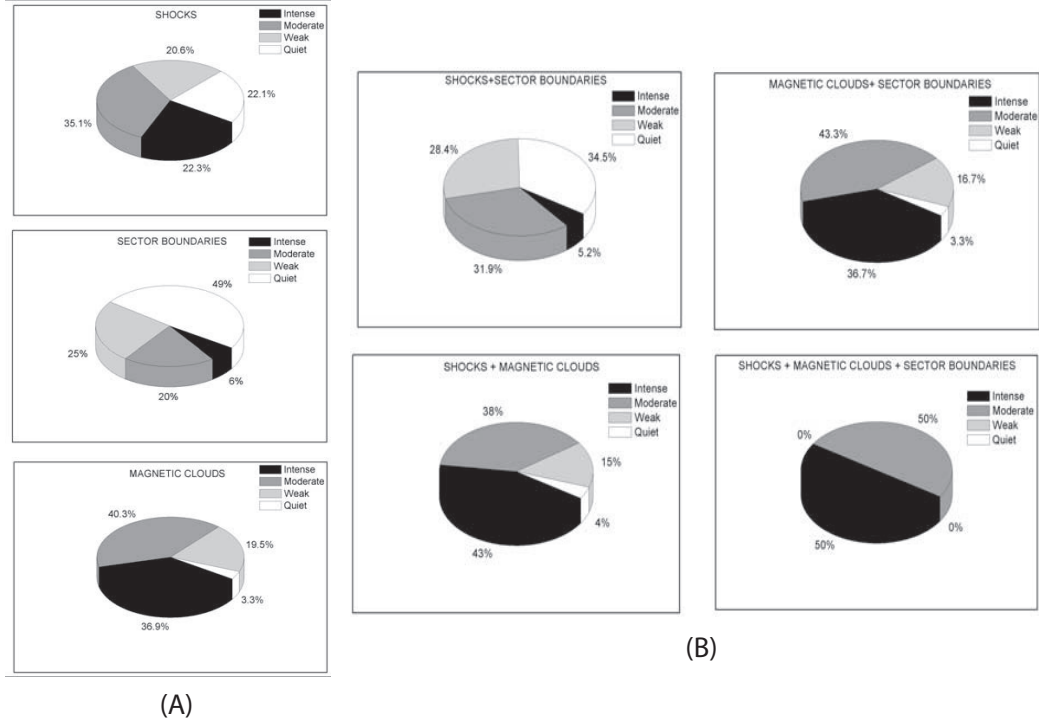 SHOCKS
Intense
Moderate
Weak
Quiet
20.6%
22.1%
35.1%
22.3%
SECTOR BOUNDARIES
Intense
Moderate
Weak
Quiet
49%
25%
6%
20%
MAGNETIC CLOUDS
Intense
Moderate
Weak
Quiet
40.3%
19.5%
3.3%
36.9%
(A)
SHOCKS+SECTOR BOUNDARIES
Intense
Moderate
Weak
Quiet
28.4%
34.5%
5.2%
31.9%
MAGNETIC CLOUDS+ SECTOR BOUNDARIES
Intense
Moderate
Weak
Quiet
43.3%
16.7%
3.3%
36.7%
SHOCKS + MAGNETIC CLOUDS
Intense
Moderate
Weak
Quiet
38%
15%
4%
43%
SHOCKS + MAGNETIC CLOUDS + SECTOR BOUNDARIES
Intense
Moderate
Weak
Quiet
50%
0%
0%
50%
(B)